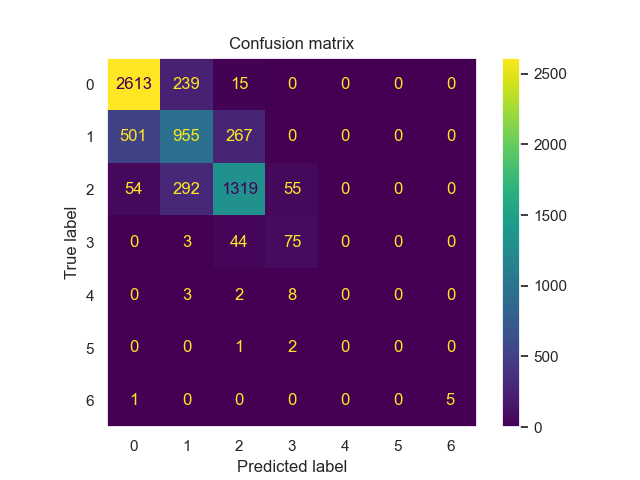 Confusion matrix
0 2613 239 15 0 0 0 0
1 501 955 267 0 0 0 0
2 54 292 1319 55 0 0 0
3 0 3 44 75 0 0 0
4 0 3 2 8 0 0 0
5 0 0 1 2 0 0 0
6 1 0 0 0 0 0 5
0 1 2 3 4 5 6
Predicted label
True label
2500
2000
1500
1000
500
0